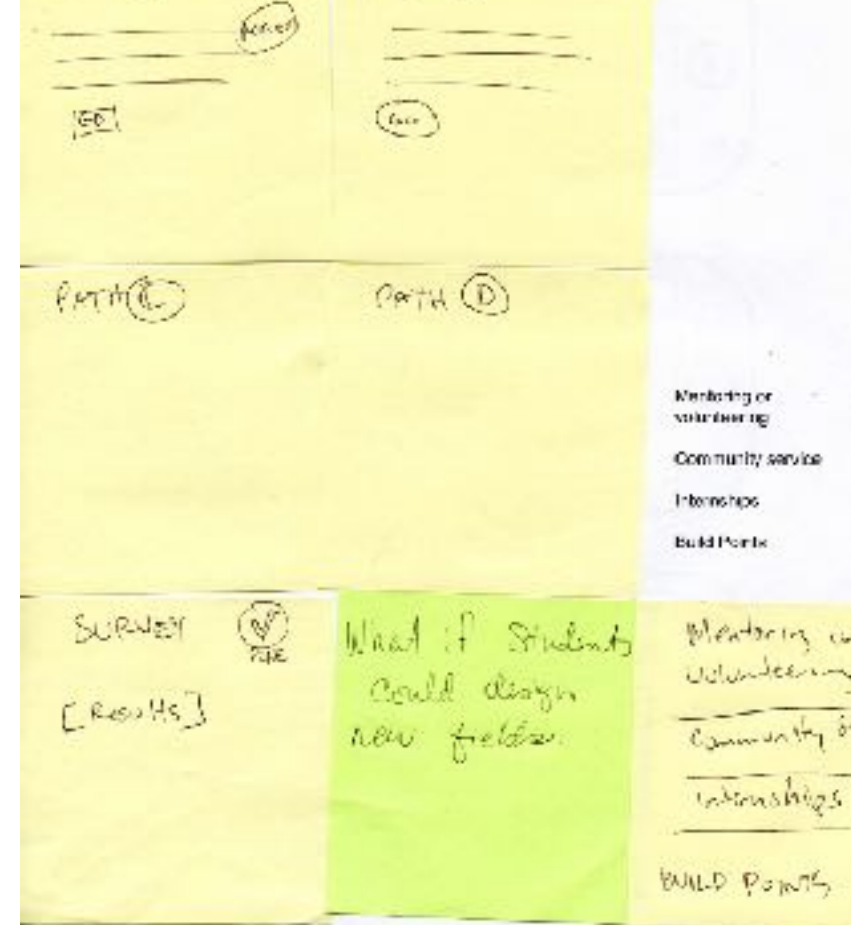 GO
PATH C
PATH D
Mentoring or
volunteering
Community service
Internships
Build Points
SURVEY
[Results]
What if Students
could design
new fields.
Mentoring
volunteering
Community
internships
BUILD POINTS